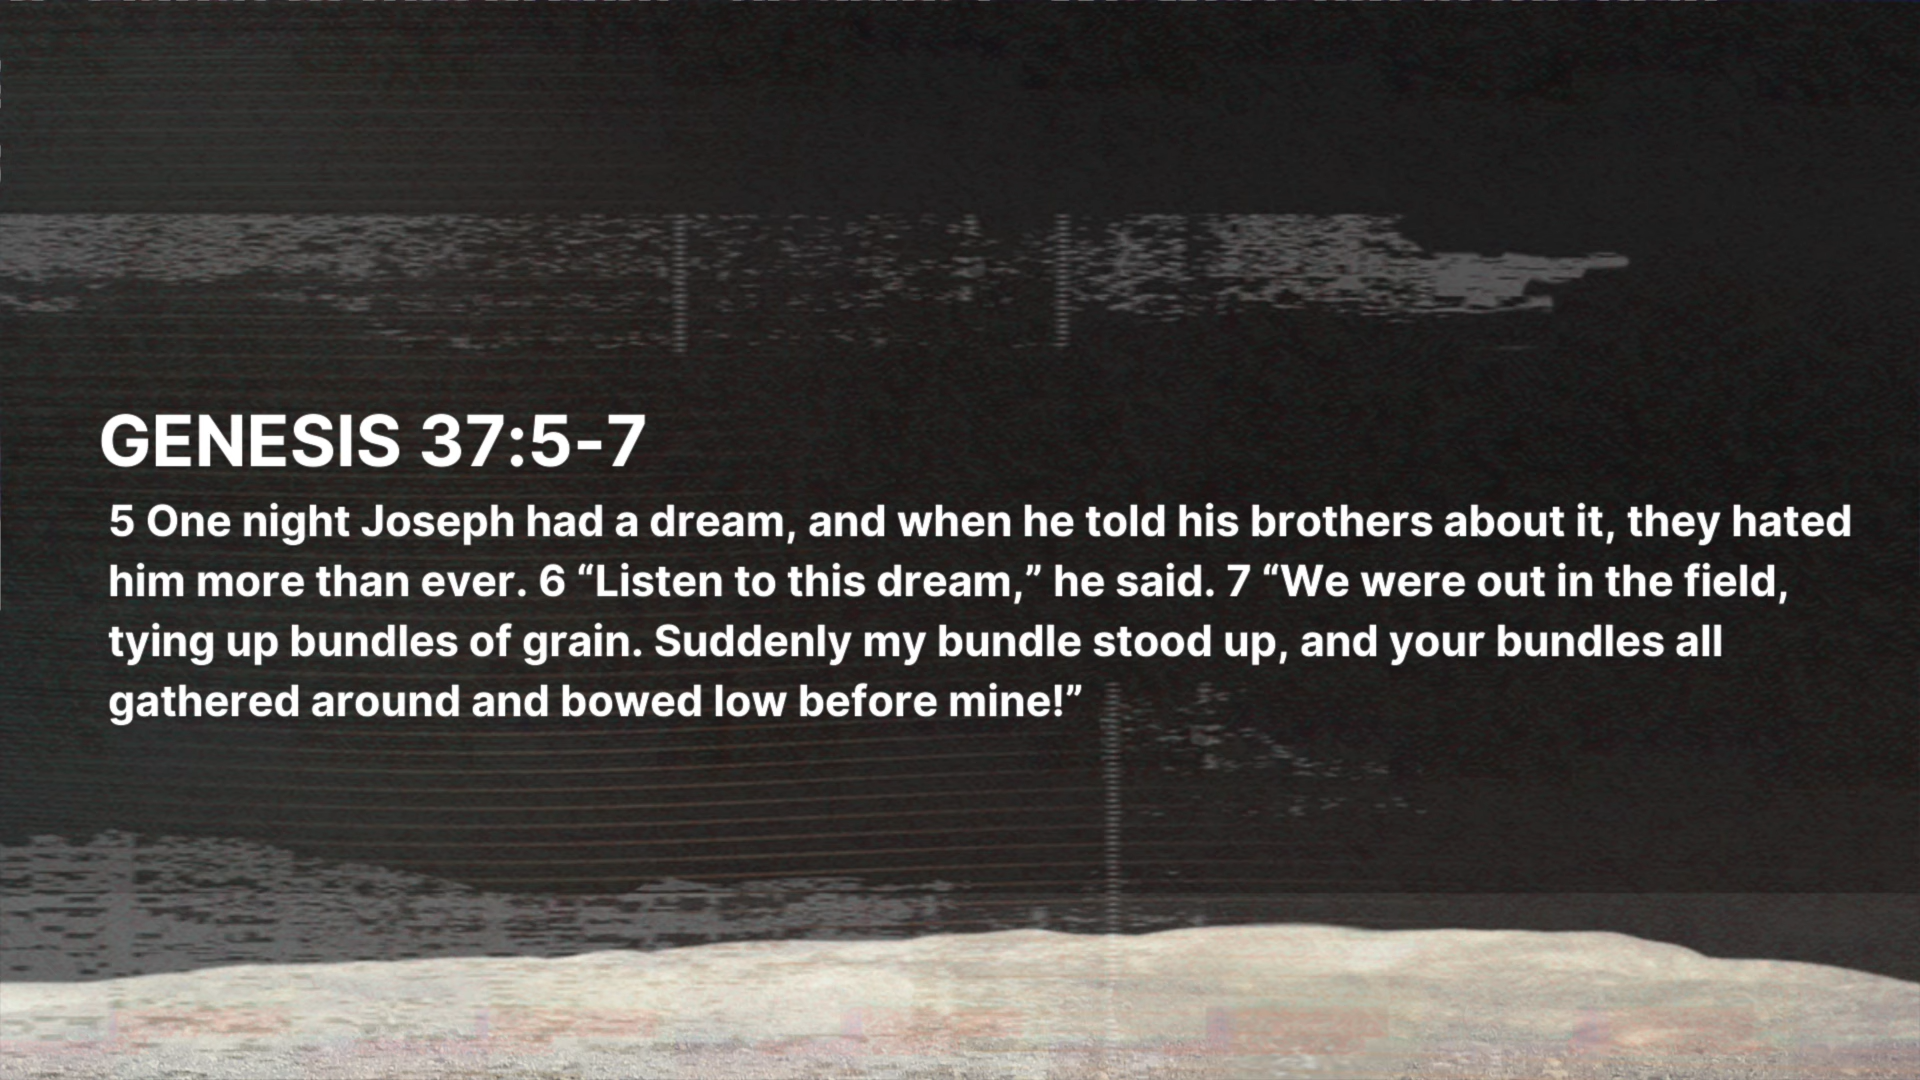 GENESIS 37:5-7
5 One night Joseph had a dream, and when he told his brothers about it, they hated
him more than ever. 6 “Listen to this dream,” he said. 7 “We were out in the field,
tying up bundles of grain. Suddenly my bundle stood up, and your bundles all
gathered around and bowed low before mine!”